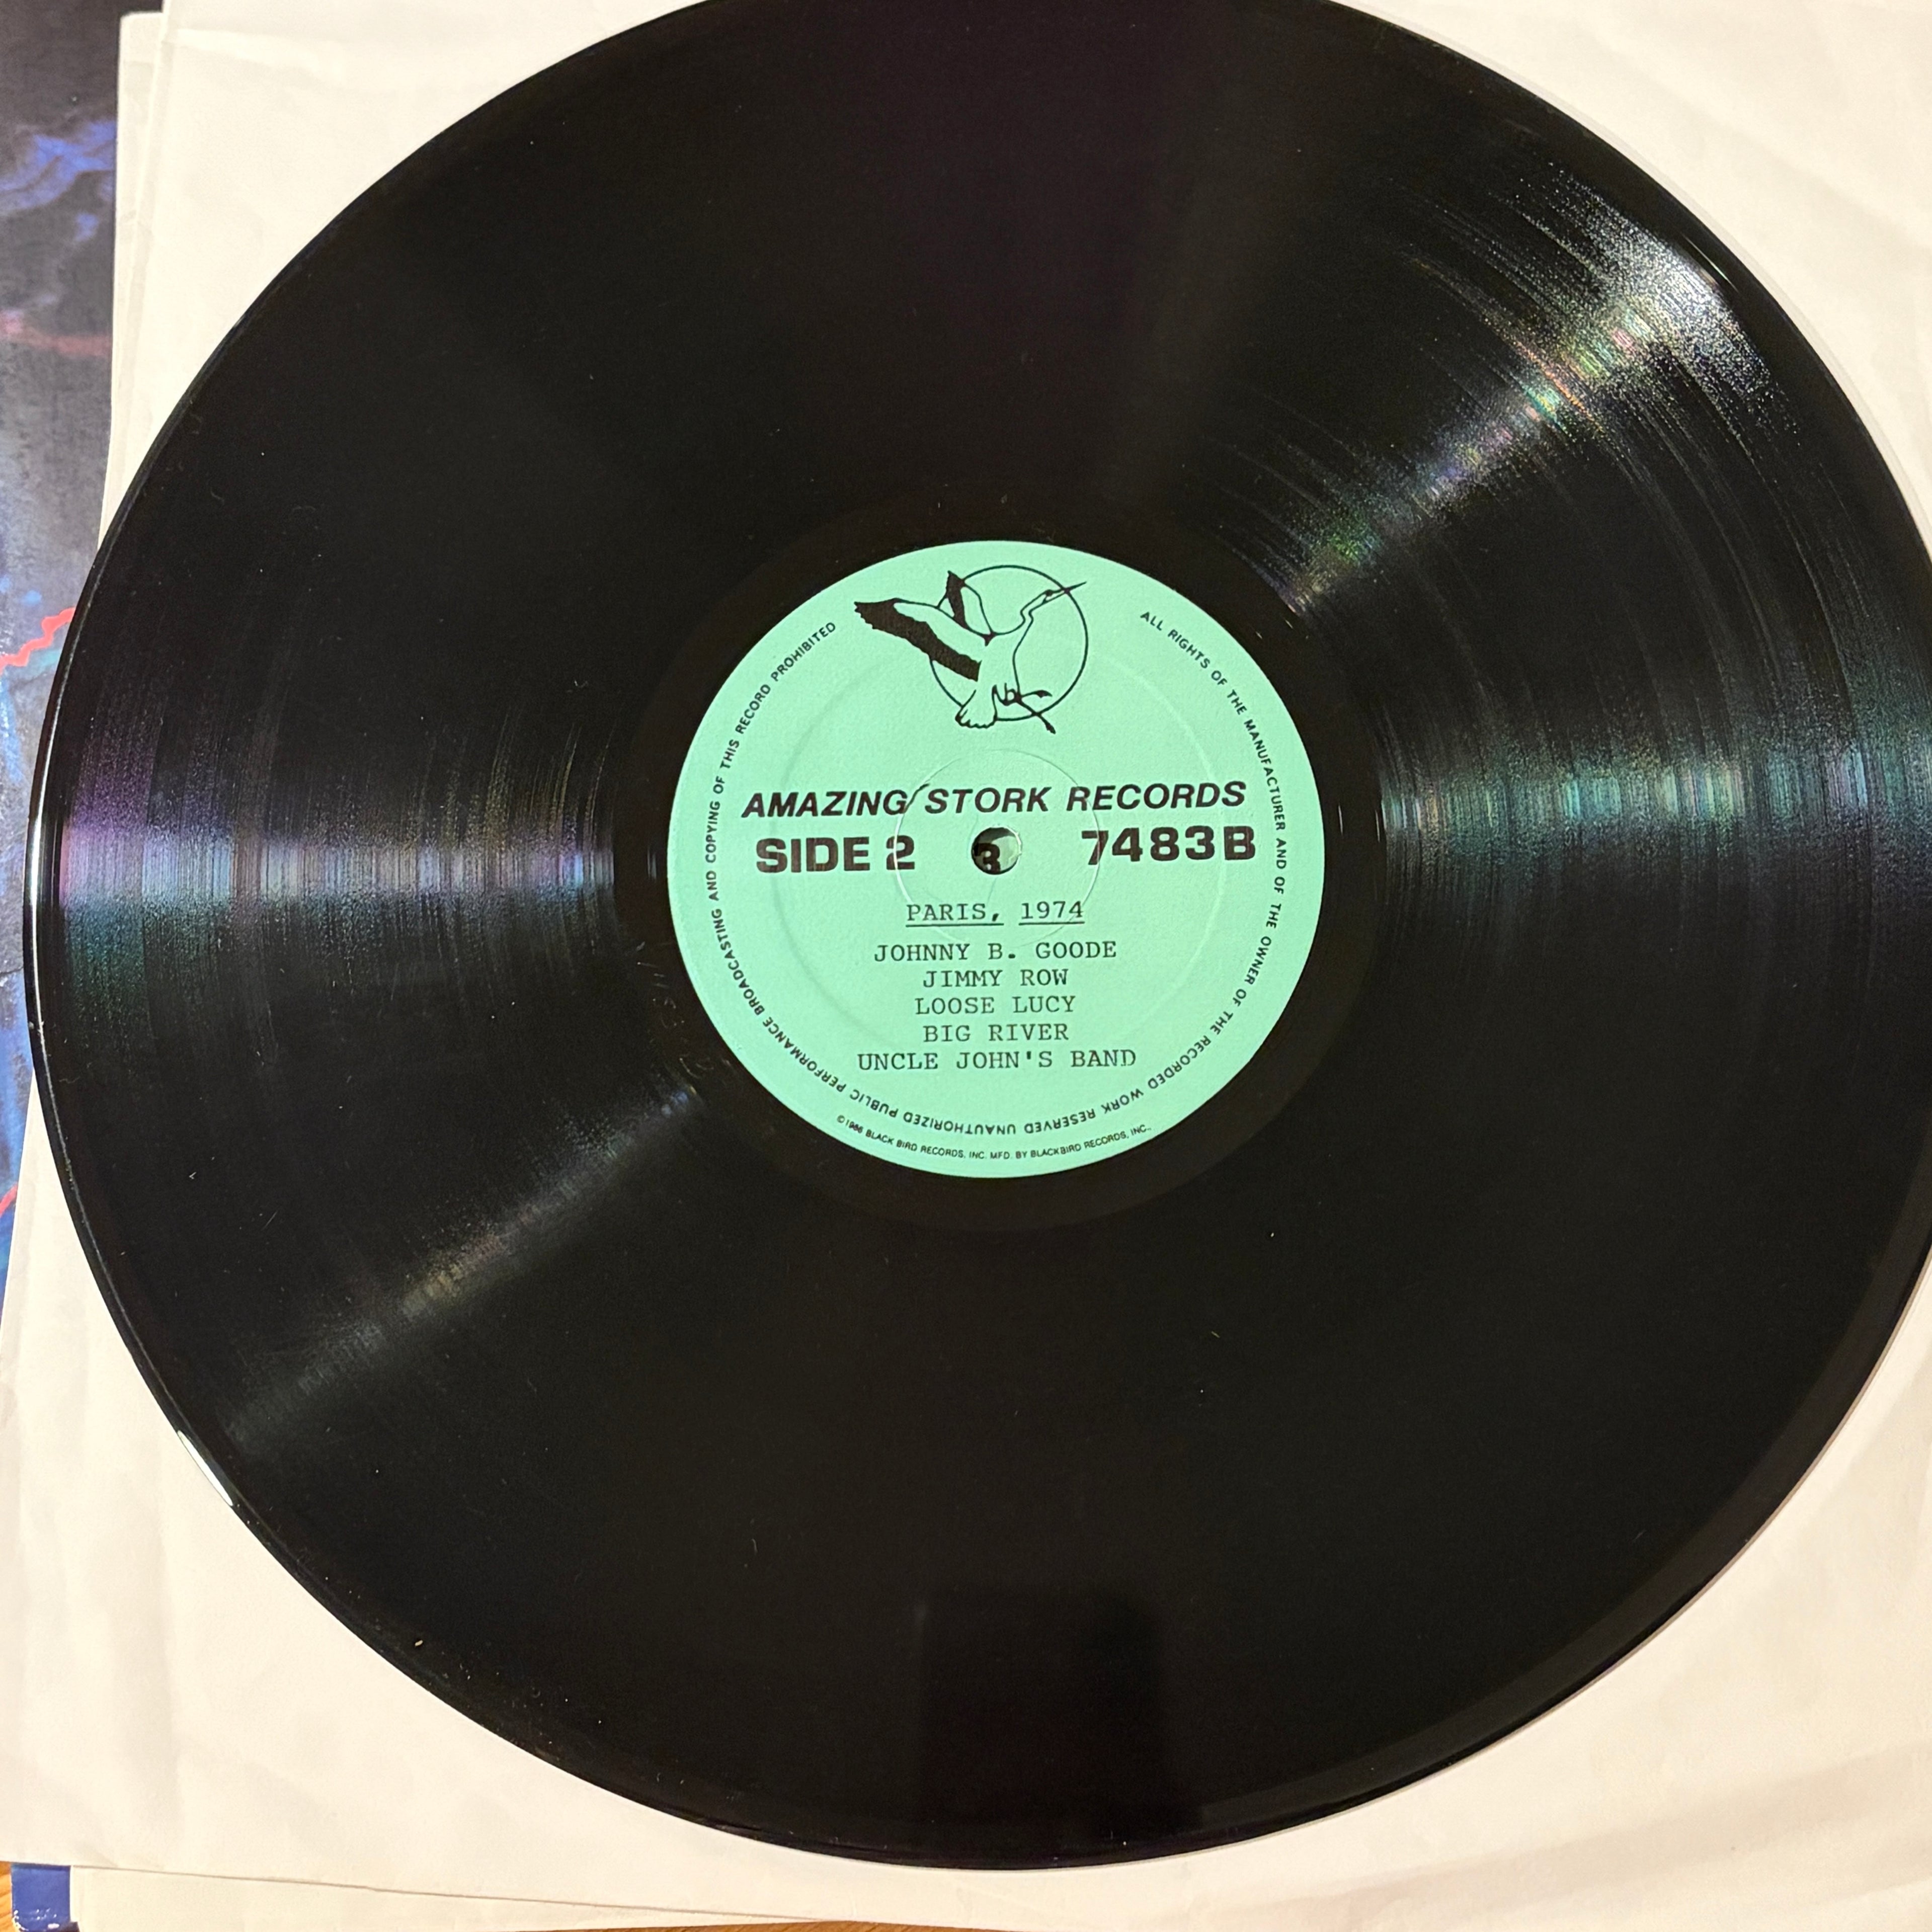 AMAZING STORK RECORDS
SIDE 2 7483B
PARIS, 1974
JOHNNY B. GOODE
JIMMY ROW
LOOSE LUCY
BIG RIVER
UNCLE JOHN'S BAND
ALL RIGHTS OF THE MANUFACTURER AND OF THE OWNER OF THE RECORDED WORK RESERVED UNAUTHORIZED PUBLIC PERFORMANCE BROADCASTING AND COPYING OF THIS RECORD PROHIBITED
©1986 BLACK BIRD RECORDS, INC. MFD. BY BLACKBIRD RECORDS, INC.